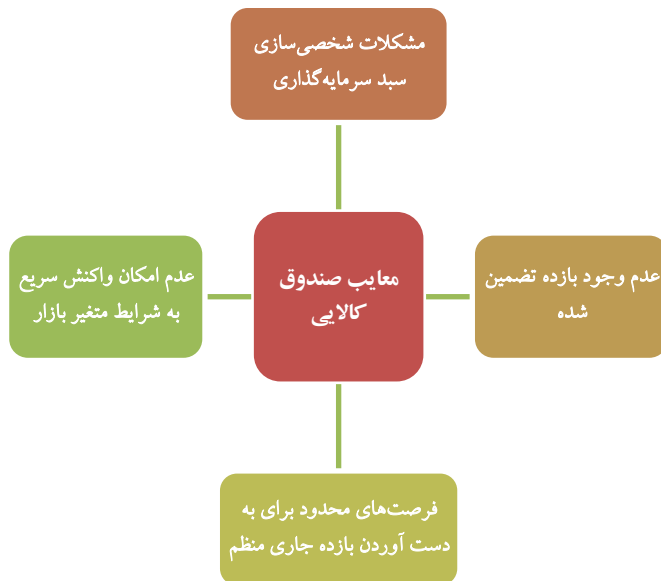 مشکلات شخصی‌سازی
سبد سرمایه‌گذاری
معایب صندوق
کالایی
عدم وجود بازده تضمین
شده
عدم امکان واکنش سریع
به شرایط متغیر بازار
فرصت‌های محدود برای به
دست آوردن بازده جاری منظم